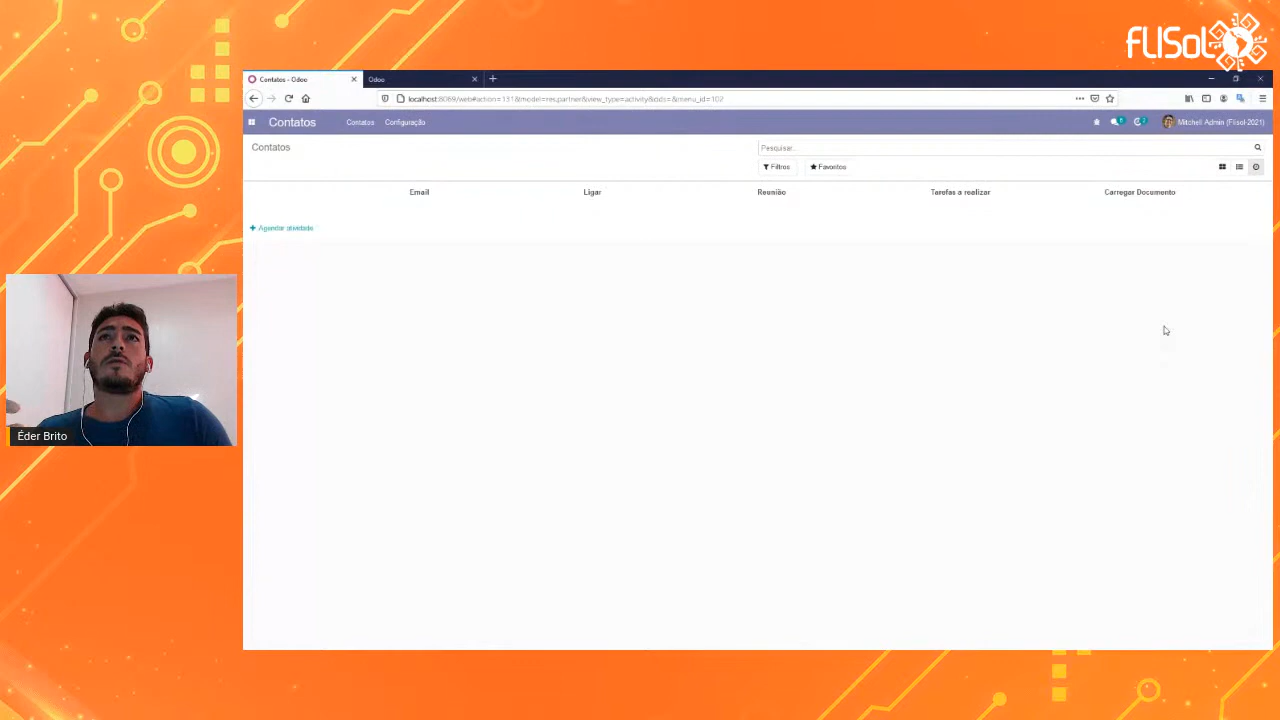 FLISoL
Contatos - Odoo
Odoo
localhost:8069/web#action=131&model=res.partner&view_type=activity&cids=&menu_id=102
Contatos
Contatos
Configuração
Mitchell Admin (Flisol-2021)
Contatos
Pesquisar...
Filtros
Favoritos
Email
Ligar
Reunião
Tarefas a realizar
Carregar Documento
+ Agendar atividade
Éder Brito